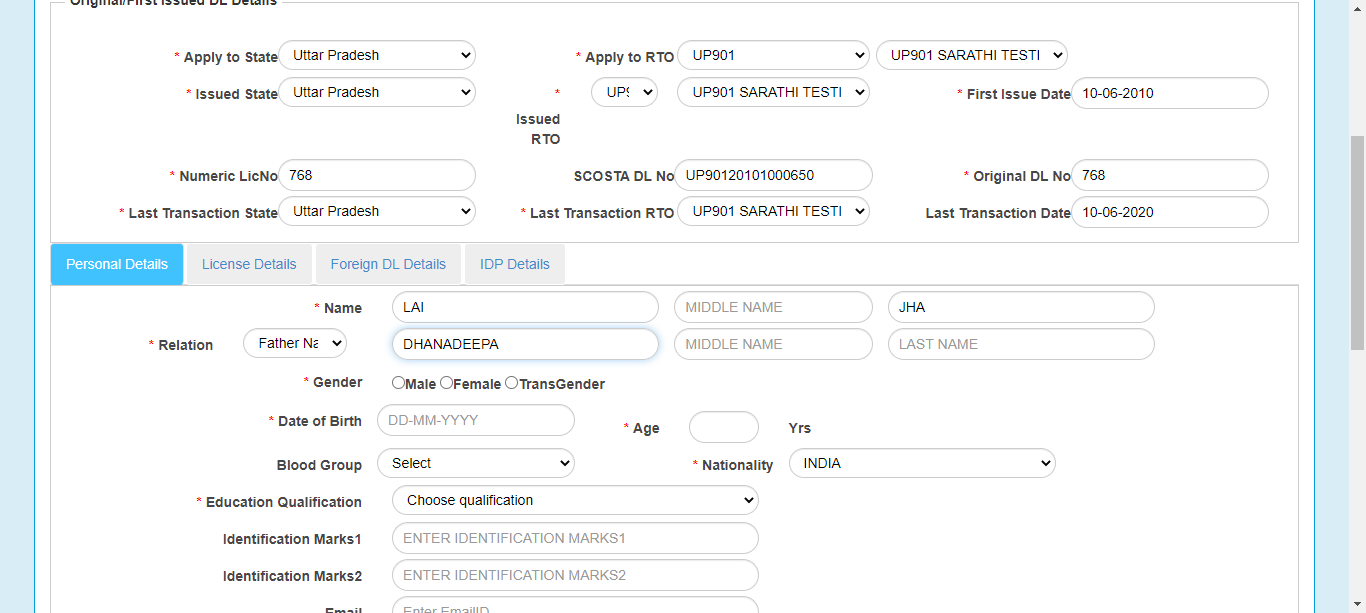 Original/First Issued DL Details
* Apply to State Uttar Pradesh * Apply to RTO UP901 UP901 SARATHI TESTI
* Issued State Uttar Pradesh * Issued RTO UP9 UP901 SARATHI TESTI * First Issue Date 10-06-2010
* Numeric LicNo 768 SCOSTA DL No UP90120101000650 * Original DL No 768
* Last Transaction State Uttar Pradesh * Last Transaction RTO UP901 SARATHI TESTI Last Transaction Date 10-06-2020
Personal Details License Details Foreign DL Details IDP Details
* Name LAI MIDDLE NAME JHA
* Relation Father Na DHANADEEPA MIDDLE NAME LAST NAME
* Gender Male Female TransGender
* Date of Birth DD-MM-YYYY * Age Yrs
Blood Group Select * Nationality INDIA
* Education Qualification Choose qualification
Identification Marks1 ENTER IDENTIFICATION MARKS1
Identification Marks2 ENTER IDENTIFICATION MARKS2
Email Enter EmailID